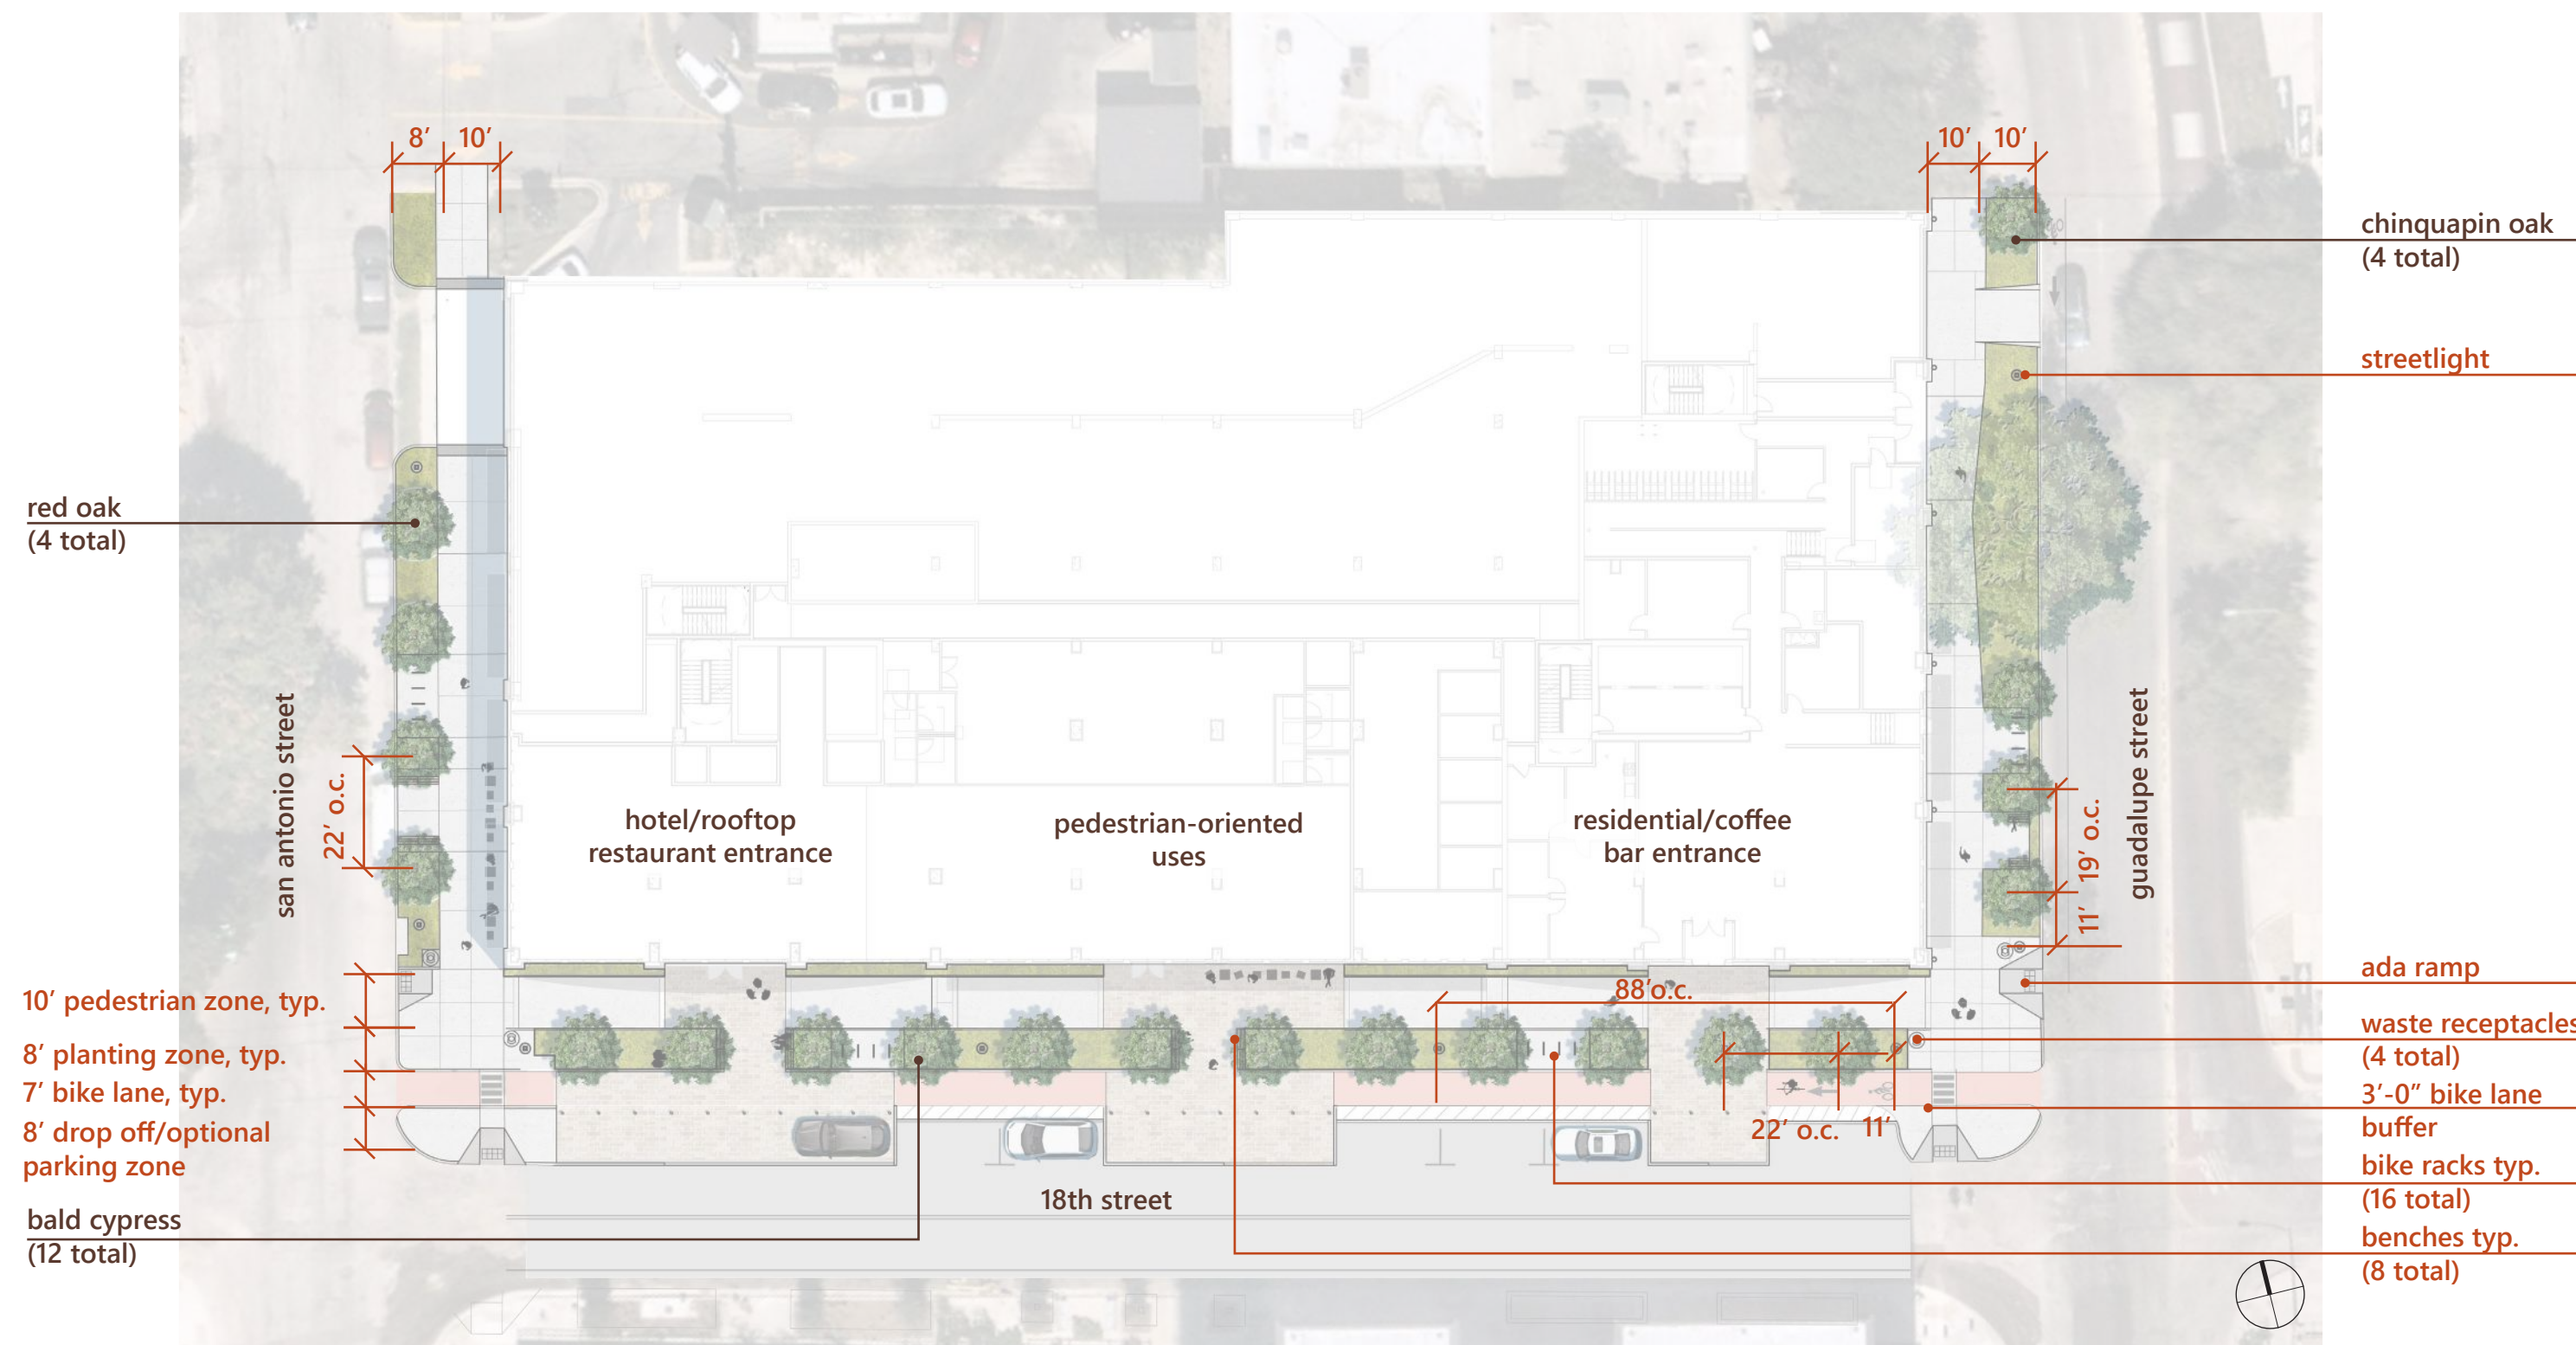 8’ 10’
10’ 10’
chinquapin oak
(4 total)
streetlight
red oak
(4 total)
san antonio street
22’ o.c.
hotel/rooftop
restaurant entrance
pedestrian-oriented
uses
residential/coffee
bar entrance
guadalupe street
19’ o.c.
11’
10’ pedestrian zone, typ.
8’ planting zone, typ.
7’ bike lane, typ.
8’ drop off/optional
parking zone
bald cypress
(12 total)
88’o.c.
22’ o.c. 11’
18th street
ada ramp
waste receptacles
(4 total)
3’-0” bike lane
buffer
bike racks typ.
(16 total)
benches typ.
(8 total)